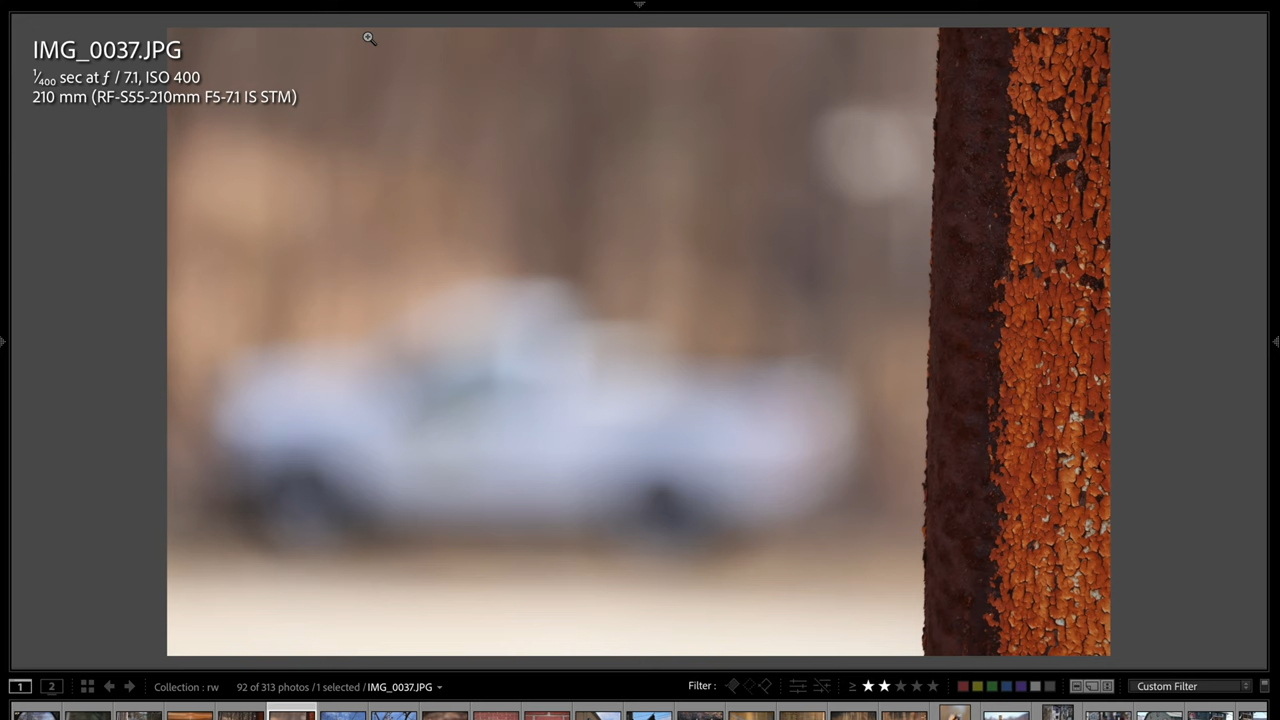 IMG_0037.JPG
1/400 sec at ƒ / 7.1, ISO 400
210 mm (RF-S55-210mm F5-7.1 IS STM)
1 2 Collection : rw 92 of 313 photos / 1 selected / IMG_0037.JPG Filter : ≥ ★★★★★ Custom Filter